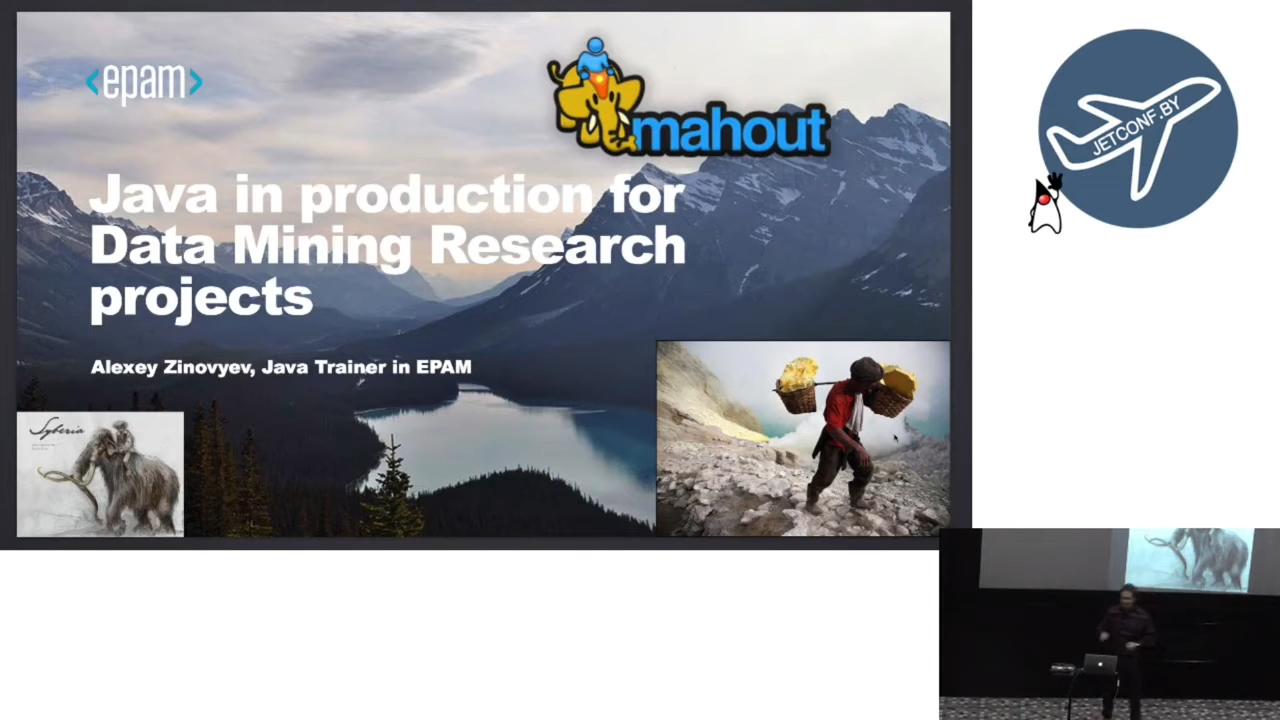 <epam>
mahout
Java in production for
Data Mining Research
projects
Alexey Zinovyev, Java Trainer in EPAM
Syberia
JETCONF.BY